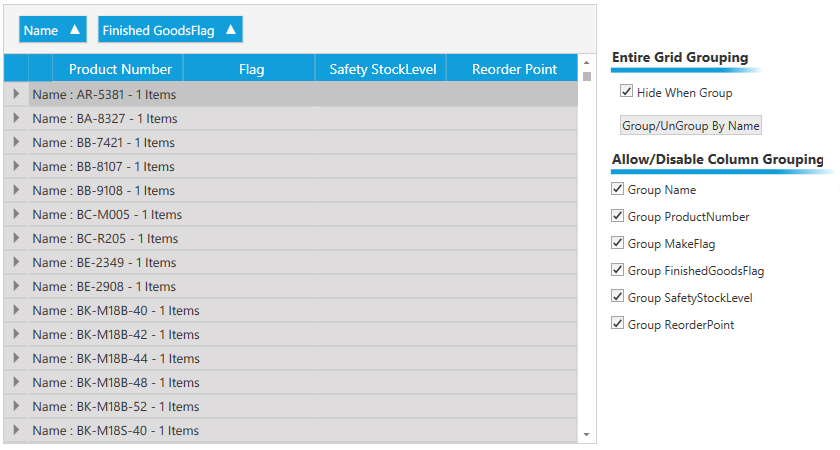 Name Finished GoodsFlag
Product Number Flag Safety StockLevel Reorder Point
Name : AR-5381 - 1 Items
Name : BA-8327 - 1 Items
Name : BB-7421 - 1 Items
Name : BB-8107 - 1 Items
Name : BB-9108 - 1 Items
Name : BC-M005 - 1 Items
Name : BC-R205 - 1 Items
Name : BE-2349 - 1 Items
Name : BE-2908 - 1 Items
Name : BK-M18B-40 - 1 Items
Name : BK-M18B-42 - 1 Items
Name : BK-M18B-44 - 1 Items
Name : BK-M18B-48 - 1 Items
Name : BK-M18B-52 - 1 Items
Name : BK-M18S-40 - 1 Items
Entire Grid Grouping
Hide When Group
Group/UnGroup By Name
Allow/Disable Column Grouping
Group Name
Group ProductNumber
Group MakeFlag
Group FinishedGoodsFlag
Group SafetyStockLevel
Group ReorderPoint